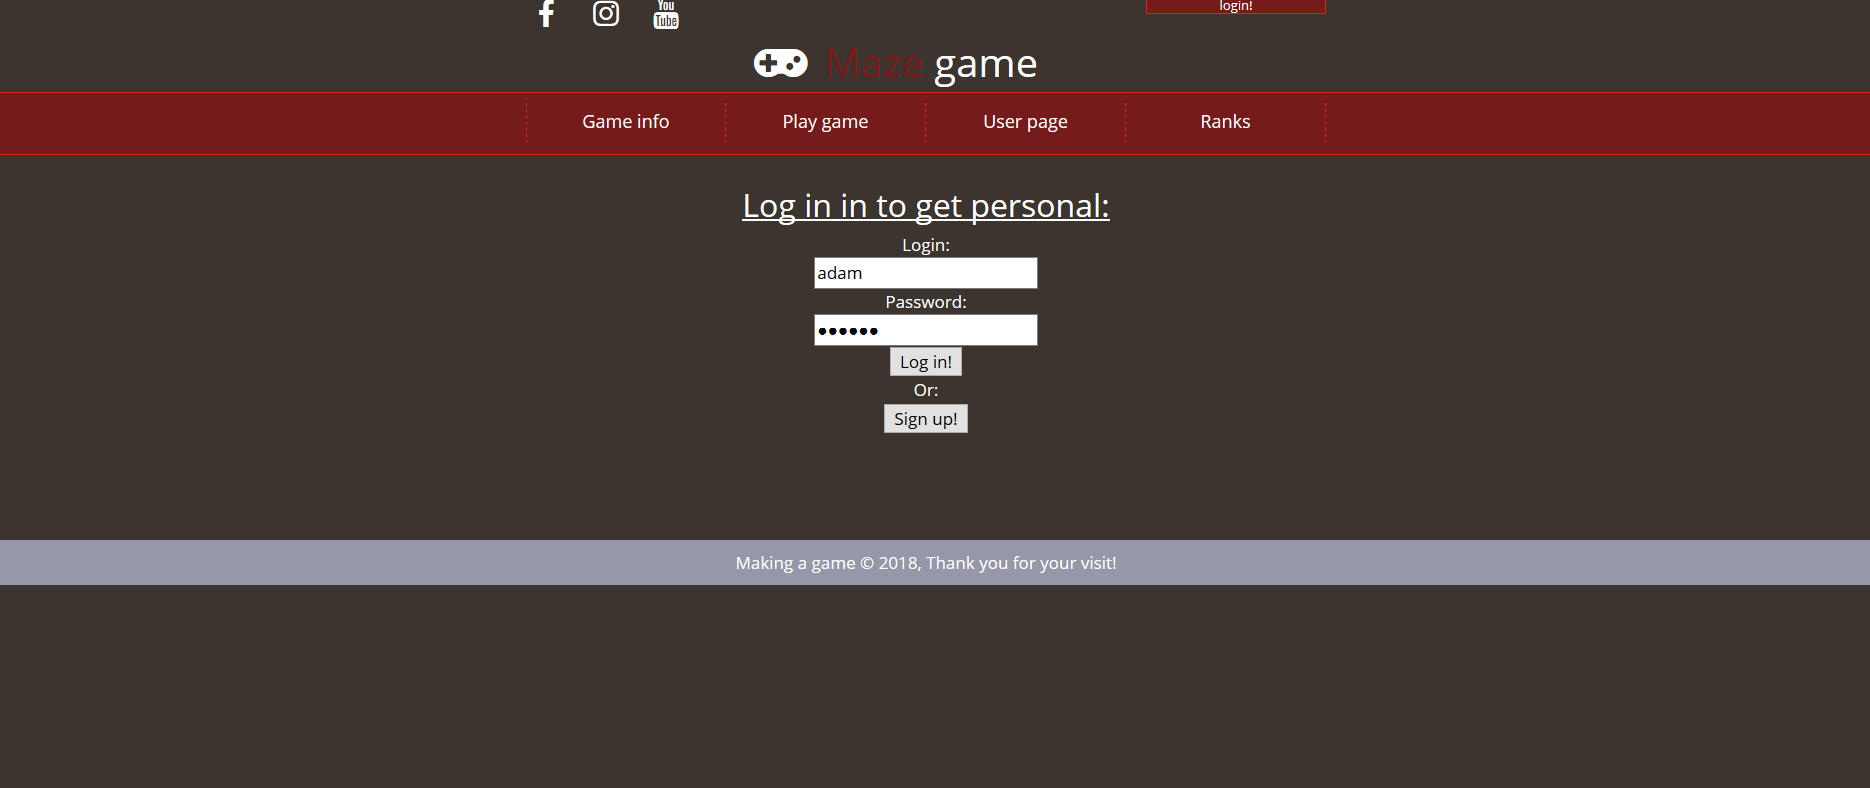 You
Tube
login!
Maze game
Game info
Play game
User page
Ranks
Log in in to get personal:
Login:
adam
Password:
••••••
Log in!
Or:
Sign up!
Making a game © 2018, Thank you for your visit!